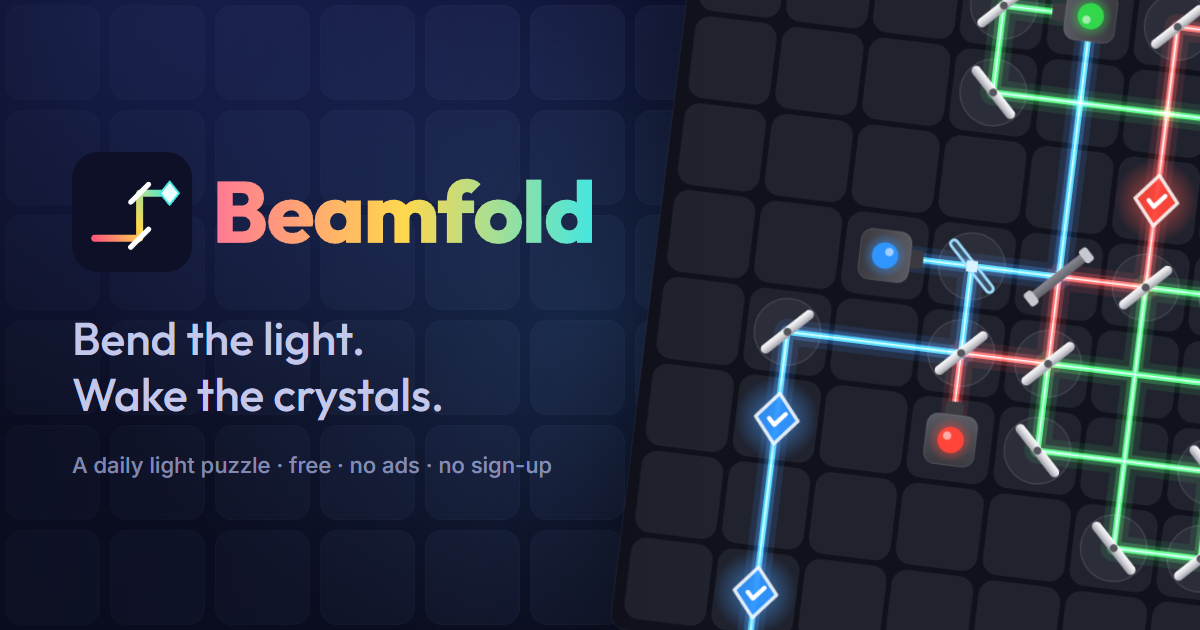 Beamfold
Bend the light.
Wake the crystals.
A daily light puzzle · free · no ads · no sign-up